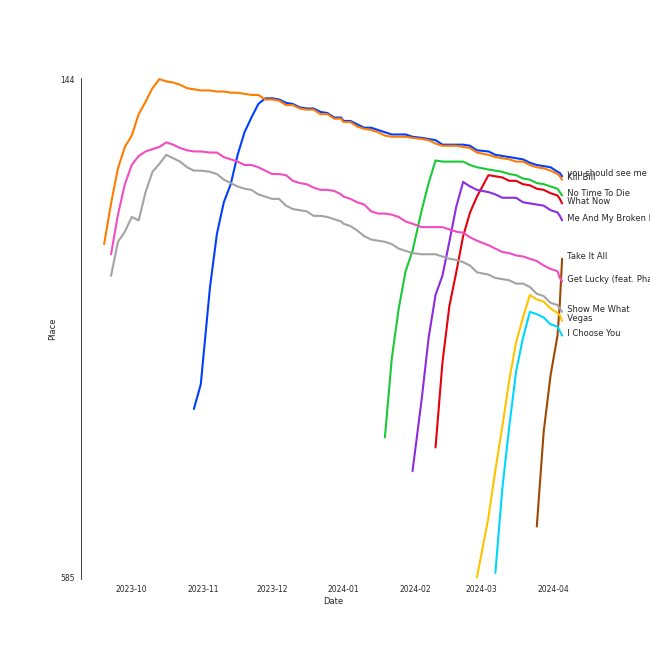 144
you should see me
Kill Bill
No Time To Die
What Now
Me And My Broken
Take It All
Get Lucky (feat. Pha
Show Me What
Vegas
I Choose You
Place
585
2023-10 2023-11 2023-12 2024-01 2024-02 2024-03 2024-04
Date